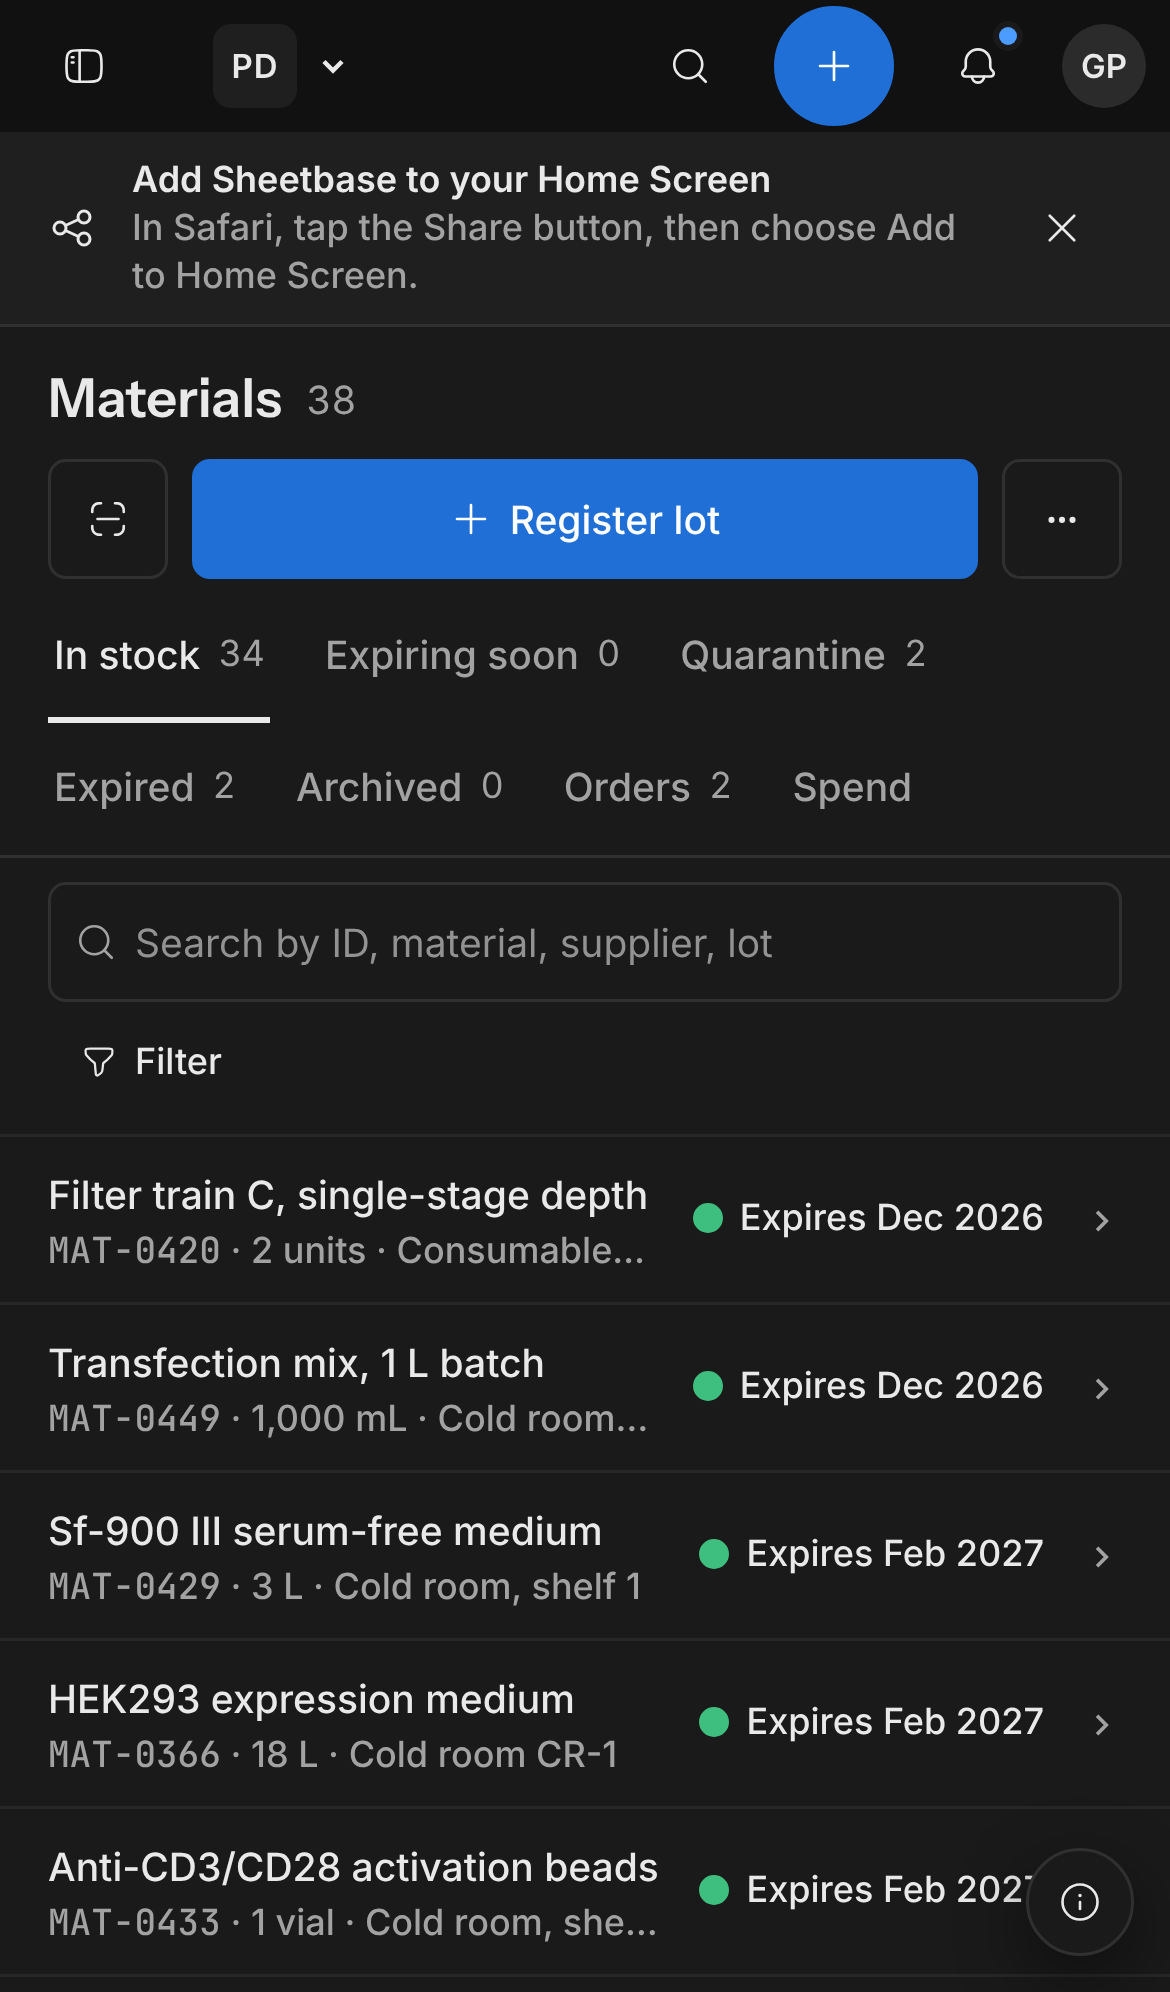 PD
GP
Add Sheetbase to your Home Screen
In Safari, tap the Share button, then choose Add
to Home Screen.
Materials 38
Register lot
In stock 34 Expiring soon 0 Quarantine 2
Expired 2 Archived 0 Orders 2 Spend
Search by ID, material, supplier, lot
Filter
Filter train C, single-stage depth
MAT-0420 · 2 units · Consumable...
Expires Dec 2026
Transfection mix, 1 L batch
MAT-0449 · 1,000 mL · Cold room...
Expires Dec 2026
Sf-900 III serum-free medium
MAT-0429 · 3 L · Cold room, shelf 1
Expires Feb 2027
HEK293 expression medium
MAT-0366 · 18 L · Cold room CR-1
Expires Feb 2027
Anti-CD3/CD28 activation beads
MAT-0433 · 1 vial · Cold room, she...
Expires Feb 2027